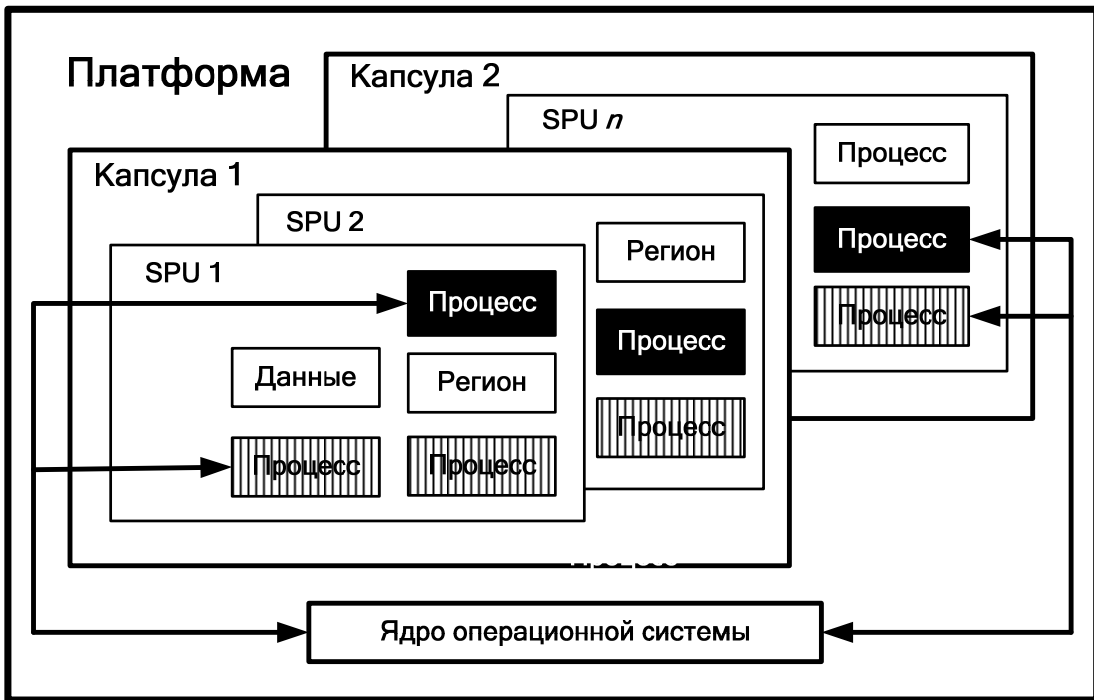 Платформа
Капсула 2
SPU n
Процесс
Процесс
Процесс
Капсула 1
SPU 2
Регион
Процесс
Процесс
SPU 1
Процесс
Данные
Регион
Процесс
Процесс
Процесс
Ядро операционной системы